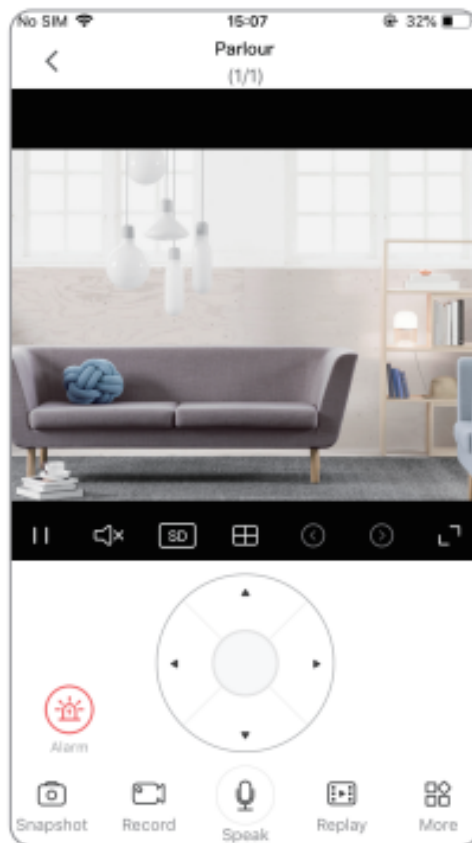 No SIM 15:07 32%
Parlour
(1/1)
SD
Alarm
Snapshot Record Speak Replay More